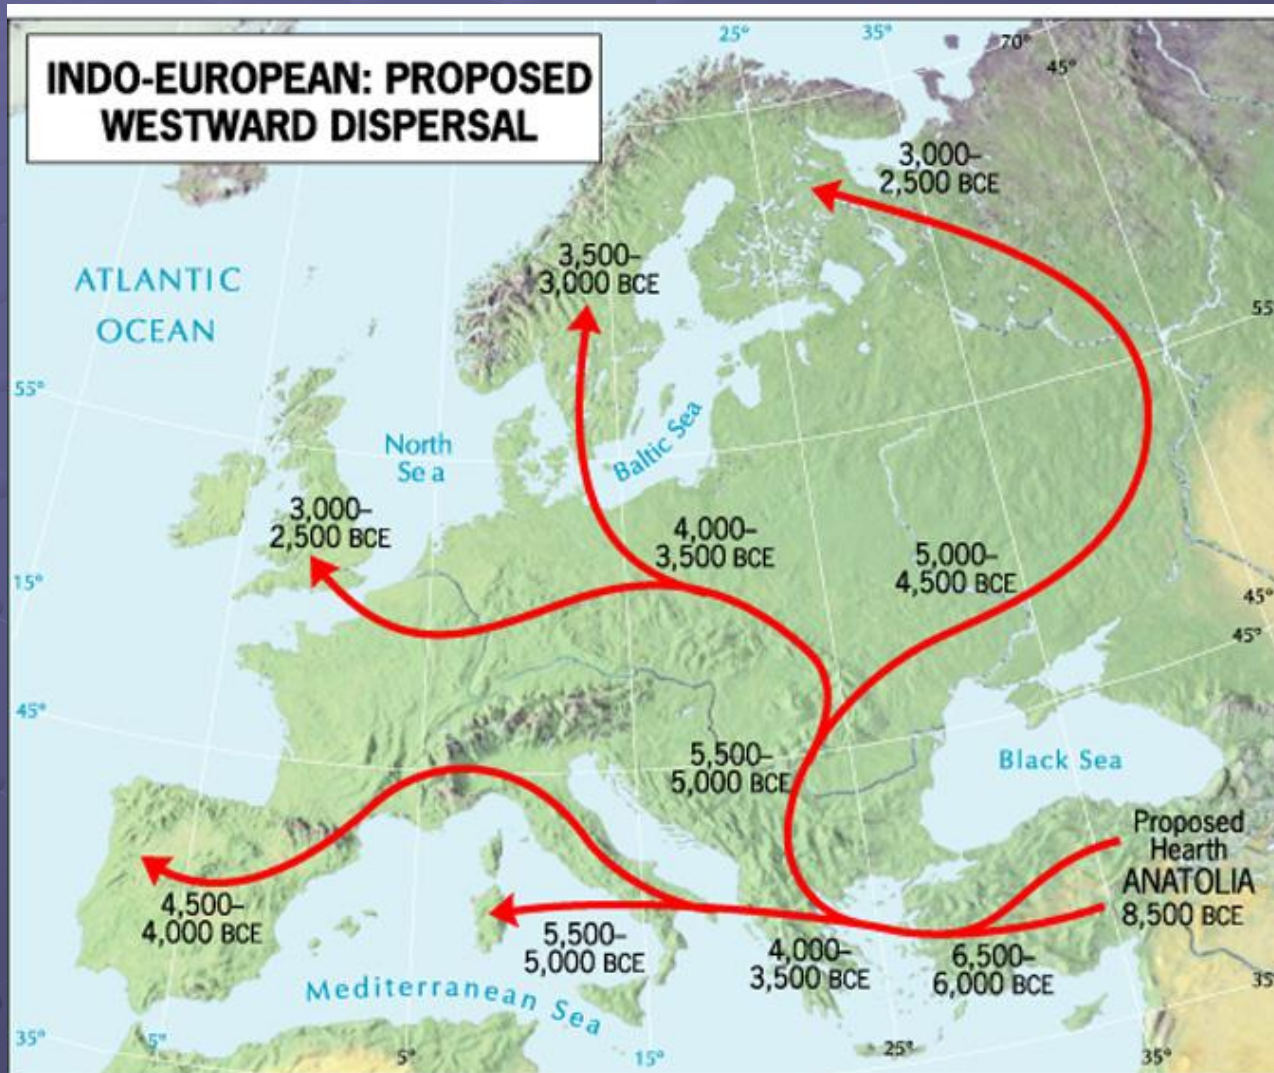 INDO-EUROPEAN: PROPOSED
WESTWARD DISPERSAL
25°
35°
70°
45°
3,000–
2,500 BCE
3,500–
3,000 BCE
ATLANTIC
OCEAN
55°
55°
North
Sea
Baltic Sea
3,000–
2,500 BCE
4,000–
3,500 BCE
5,000–
4,500 BCE
15°
45°
45°
45°
5,500–
5,000 BCE
Black Sea
Proposed
Hearth
ANATOLIA
8,500 BCE
4,500–
4,000 BCE
5,500–
5,000 BCE
4,000–
3,500 BCE
6,500–
6,000 BCE
Mediterranean Sea
35°
35°
5°
5°
15°
25°
35°